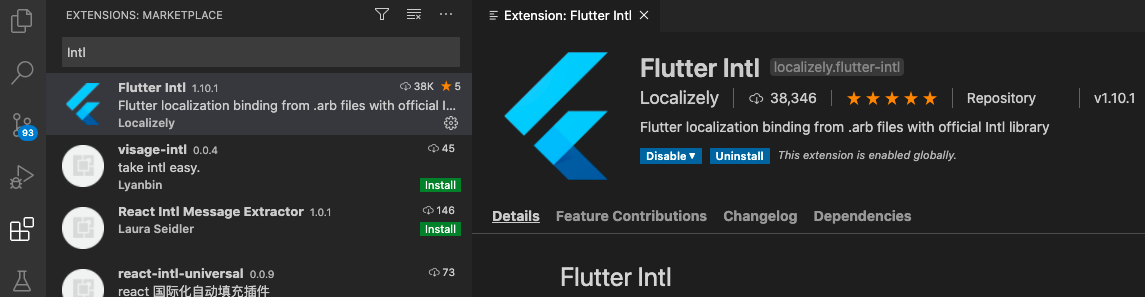 EXTENSIONS: MARKETPLACE
Intl
Flutter Intl 1.10.1 38K ★ 5
Flutter localization binding from .arb files with official I...
Localizely
93
visage-intl 0.0.4 45
take intl easy.
Lyanbin Install
React Intl Message Extractor 1.0.1 146
Laura Seidler Install
react-intl-universal 0.0.9 73
react 国际化自动填充插件
Extension: Flutter Intl
Flutter Intl localizely.flutter-intl
Localizely 38,346 ★★★★★ Repository v1.10.1
Flutter localization binding from .arb files with official Intl library
Disable Uninstall This extension is enabled globally.
Details Feature Contributions Changelog Dependencies
Flutter Intl